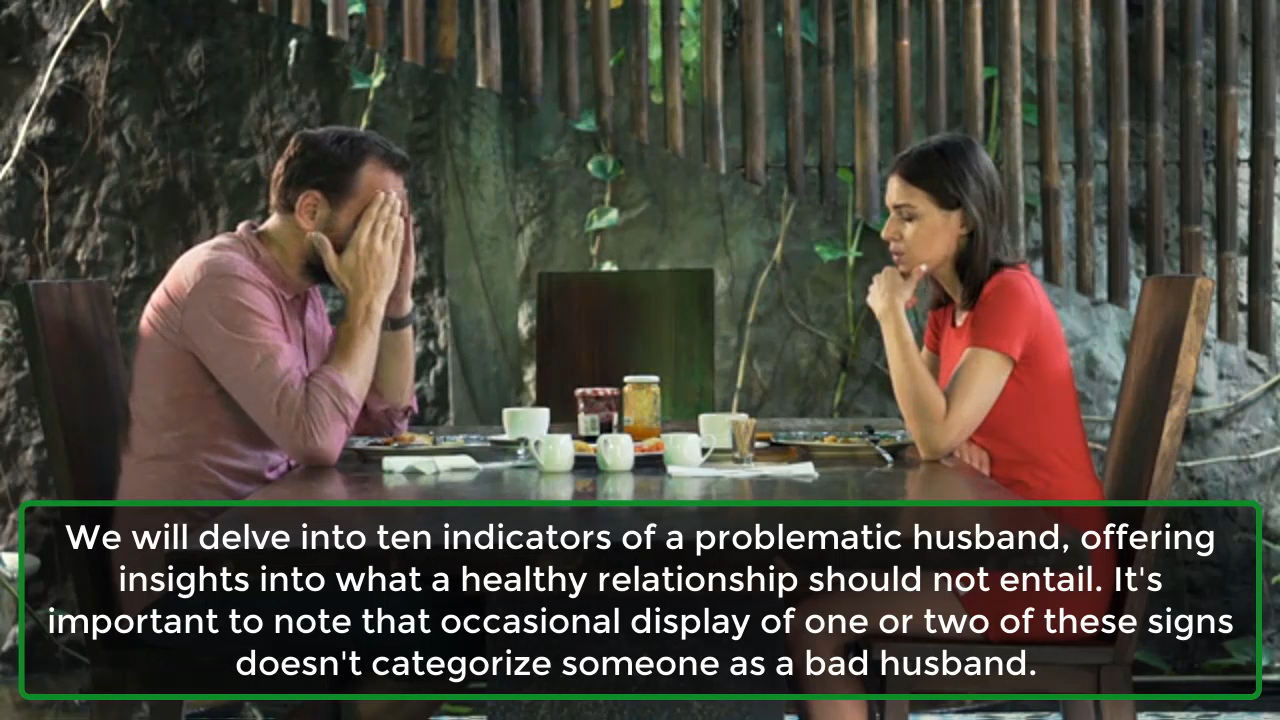 We will delve into ten indicators of a problematic husband, offering
insights into what a healthy relationship should not entail. It's
important to note that occasional display of one or two of these signs
doesn't categorize someone as a bad husband.